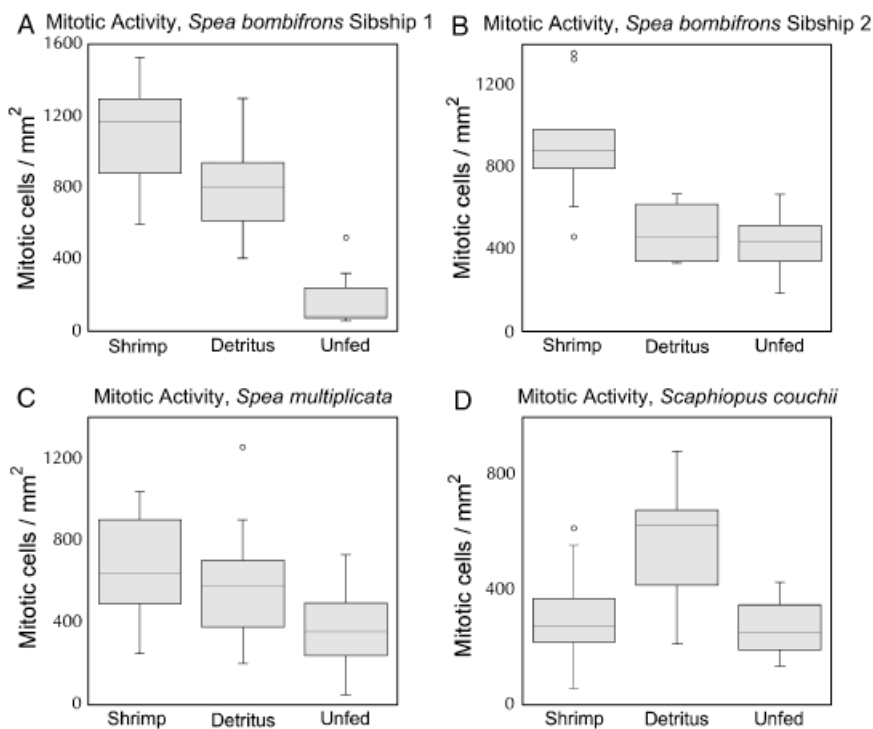 A Mitotic Activity, Spea bombifrons Sibship 1
Mitotic cells / mm²
1600
1200
800
400
0
Shrimp Detritus Unfed
B Mitotic Activity, Spea bombifrons Sibship 2
Mitotic cells / mm²
1200
800
400
0
Shrimp Detritus Unfed
C Mitotic Activity, Spea multiplicata
Mitotic cells / mm²
1200
800
400
0
Shrimp Detritus Unfed
D Mitotic Activity, Scaphiopus couchii
Mitotic cells / mm²
800
400
0
Shrimp Detritus Unfed